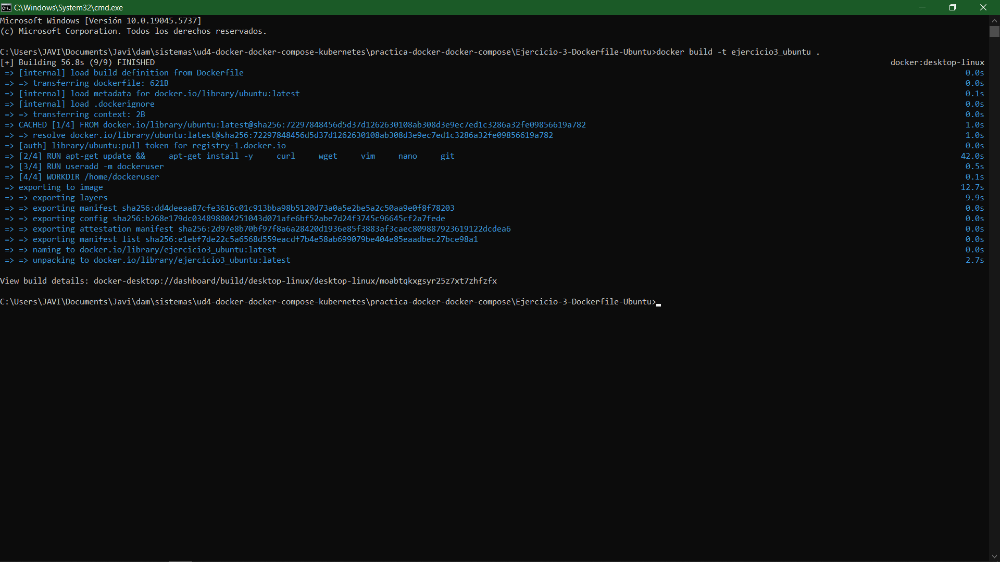 C:\Windows\System32\cmd.exe
Microsoft Windows [Versión 10.0.19045.5737]
(c) Microsoft Corporation. Todos los derechos reservados.
C:\Users\JAVI\Documents\Javi\dam\sistemas\ud4-docker-docker-compose-kubernetes\practica-docker-docker-compose\Ejercicio-3-Dockerfile-Ubuntu>docker build -t ejercicio3_ubuntu .
[+] Building 56.8s (9/9) FINISHED docker:desktop-linux
=> [internal] load build definition from Dockerfile 0.0s
=> => transferring dockerfile: 621B 0.0s
=> [internal] load metadata for docker.io/library/ubuntu:latest 0.1s
=> [internal] load .dockerignore 0.0s
=> => transferring context: 2B 0.0s
=> CACHED [1/4] FROM docker.io/library/ubuntu:latest@sha256:72297848456d5d37d1262630108ab308d3e9ec7ed1c3286a32fe09856619a782 1.0s
=> => resolve docker.io/library/ubuntu:latest@sha256:72297848456d5d37d1262630108ab308d3e9ec7ed1c3286a32fe09856619a782 1.0s
=> [auth] library/ubuntu:pull token for registry-1.docker.io 0.0s
=> [2/4] RUN apt-get update &&     apt-get install -y     curl     wget     vim     nano     git 42.0s
=> [3/4] RUN useradd -m dockeruser 0.5s
=> [4/4] WORKDIR /home/dockeruser 0.1s
=> exporting to image 12.7s
=> => exporting layers 9.9s
=> => exporting manifest sha256:dd4deeaa87cfe3616c01c913bba98b5120d73a0a5e2be5a2c50aa9e0f8f78203 0.0s
=> => exporting config sha256:b268e179dc034898804251043d071afe6bf52abe7d24f3745c96645cf2a7fede 0.0s
=> => exporting attestation manifest sha256:2d97e8b70bf97f8a6a28420d1936e85f3883af3caec809887923619122dcdea6 0.0s
=> => exporting manifest list sha256:e1ebf7de22c5a6568d559eacdf7b4e58ab699079be404e85eaadbec27bce98a1 0.0s
=> => naming to docker.io/library/ejercicio3_ubuntu:latest 0.0s
=> => unpacking to docker.io/library/ejercicio3_ubuntu:latest 2.7s
View build details: docker-desktop://dashboard/build/desktop-linux/desktop-linux/moabtqkxgsyr25z7xt7zhfzfx
C:\Users\JAVI\Documents\Javi\dam\sistemas\ud4-docker-docker-compose-kubernetes\practica-docker-docker-compose\Ejercicio-3-Dockerfile-Ubuntu>